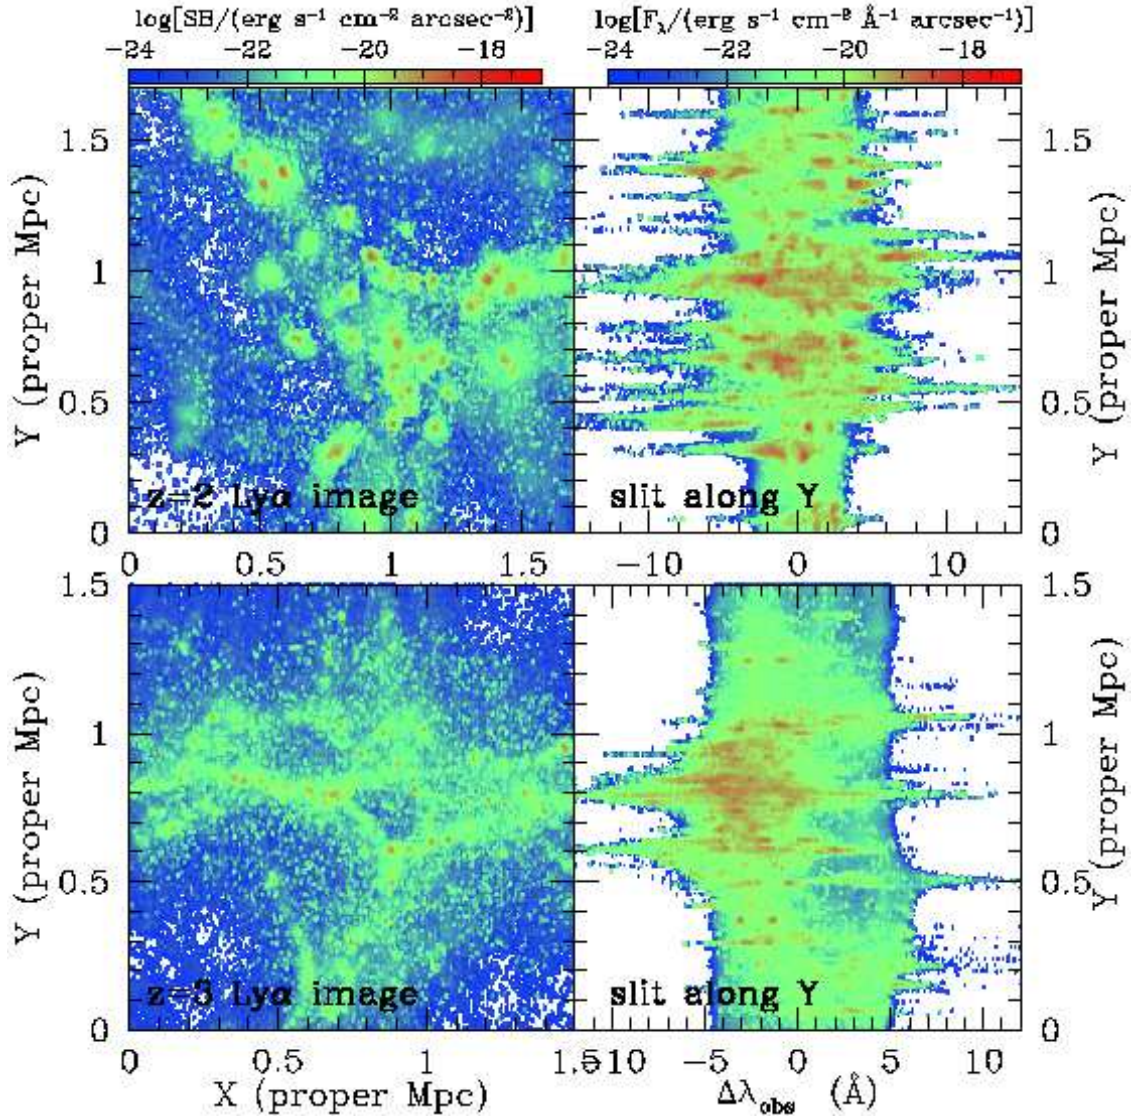 log[SB/(erg s⁻¹ cm⁻² arcsec⁻²)]
log[F_λ/(erg s⁻¹ cm⁻² Å⁻¹ arcsec⁻¹)]
−24 −22 −20 −18
−24 −22 −20 −18
Y (proper Mpc)
1.5
1
0.5
0
z=2 Lyα image
slit along Y
1.5
1
0.5
0
Y (proper Mpc)
0.5 1 1.5
−10 0 10
Y (proper Mpc)
1.5
1
0.5
0
z=3 Lyα image
slit along Y
1.5
1
0.5
0
Y (proper Mpc)
0 0.5 1 1.5
−10 −5 0 5 10
X (proper Mpc)
Δλ_obs (Å)